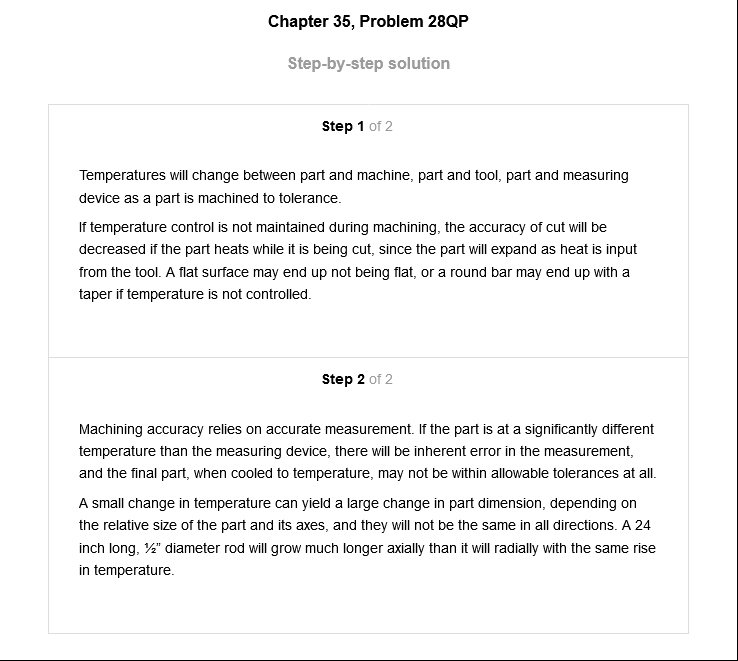 Chapter 35, Problem 28QP
Step-by-step solution
Step 1 of 2
Temperatures will change between part and machine, part and tool, part and measuring
device as a part is machined to tolerance.
If temperature control is not maintained during machining, the accuracy of cut will be
decreased if the part heats while it is being cut, since the part will expand as heat is input
from the tool. A flat surface may end up not being flat, or a round bar may end up with a
taper if temperature is not controlled.
Step 2 of 2
Machining accuracy relies on accurate measurement. If the part is at a significantly different
temperature than the measuring device, there will be inherent error in the measurement,
and the final part, when cooled to temperature, may not be within allowable tolerances at all.
A small change in temperature can yield a large change in part dimension, depending on
the relative size of the part and its axes, and they will not be the same in all directions. A 24
inch long, ½” diameter rod will grow much longer axially than it will radially with the same rise
in temperature.